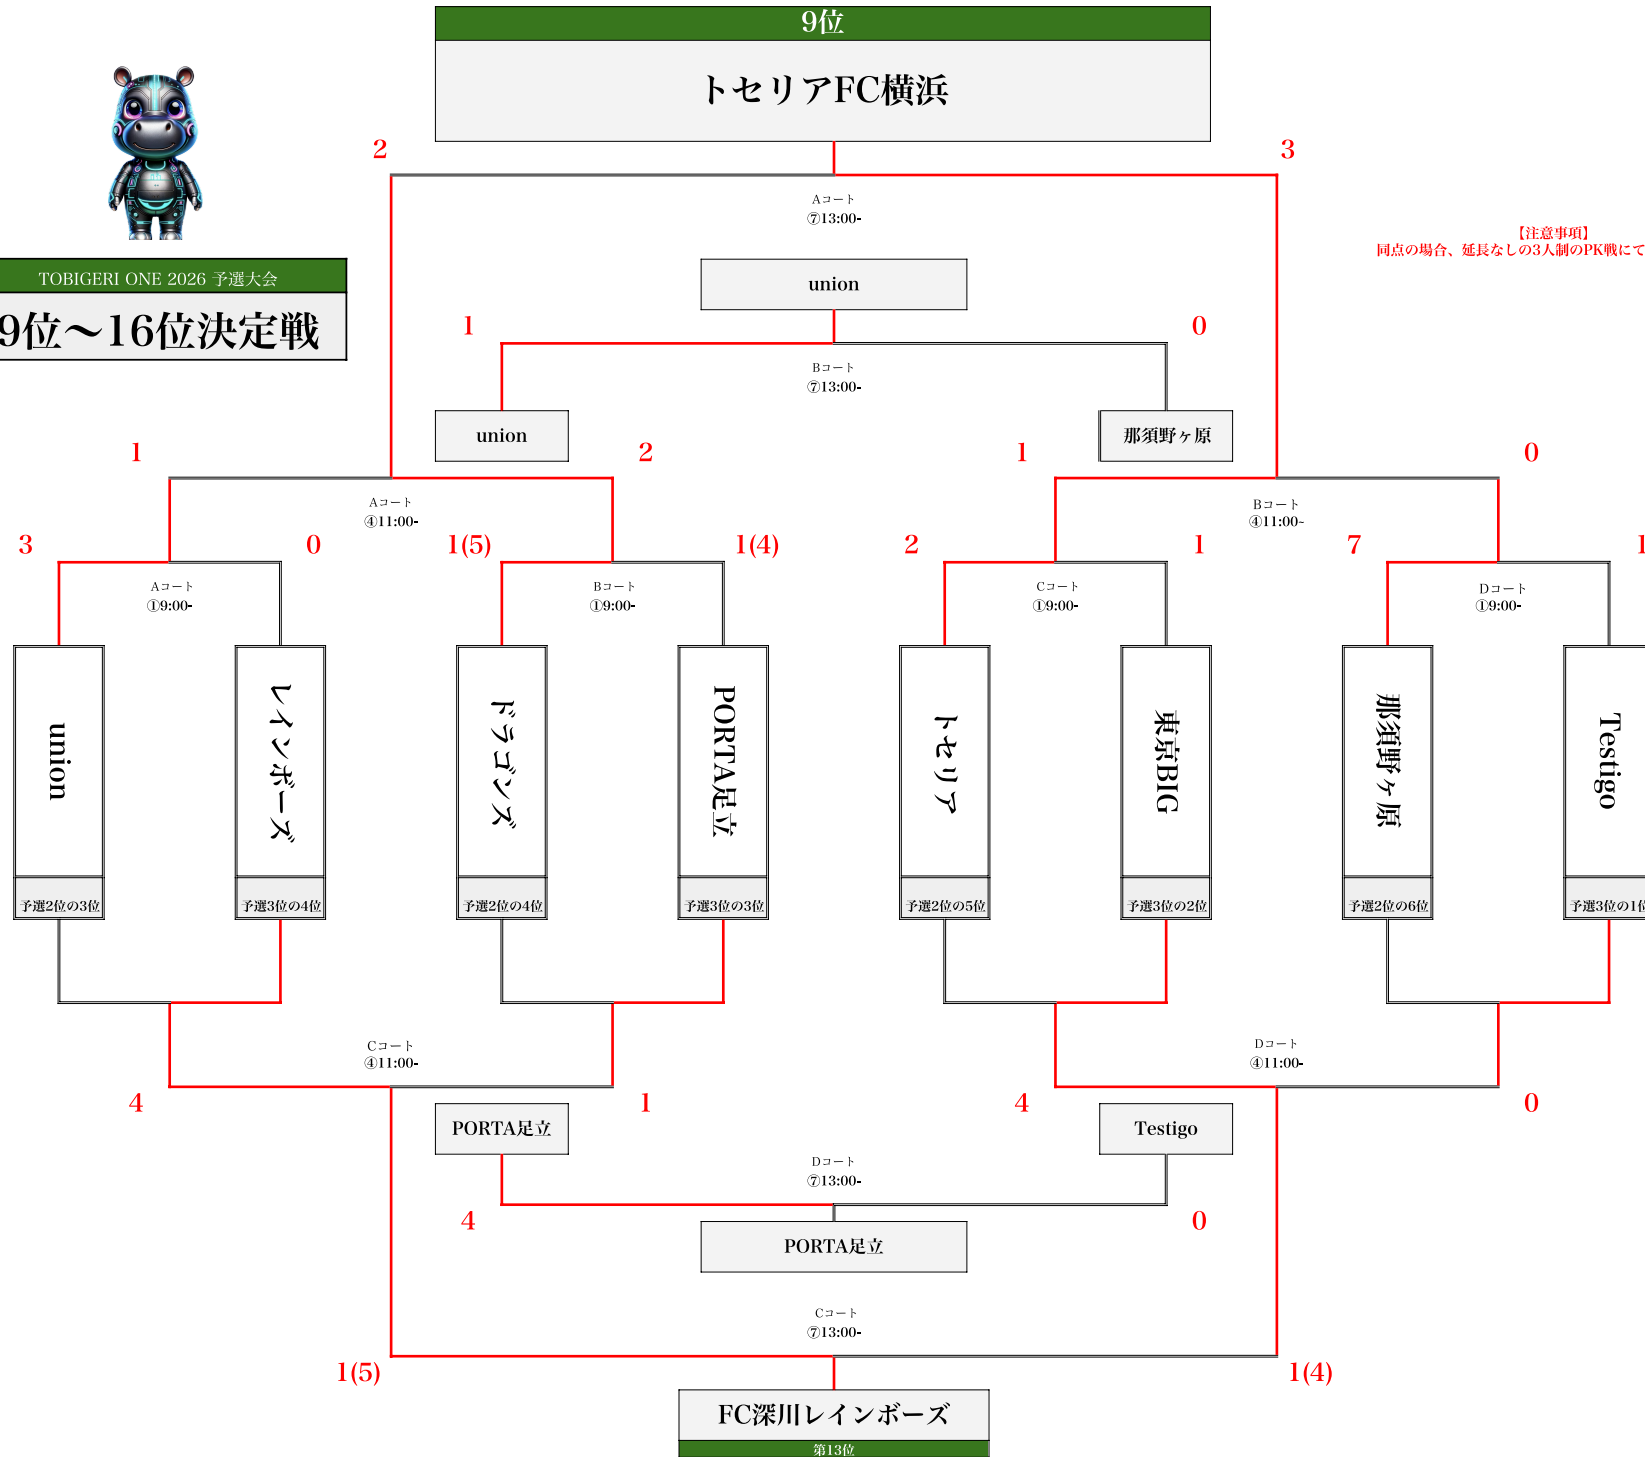 9位
トセリアFC横浜
2
3
Aコート
⑦13:00-
【注意事項】
同点の場合、延長なしの3人制のPK戦にて
TOBIGERI ONE 2026 予選大会
9位〜16位決定戦
union
1
0
Bコート
⑦13:00-
union
那須野ヶ原
1
2
1
0
Aコート
④11:00-
Bコート
④11:00-
3
0
1(5)
1(4)
2
1
7
1
Aコート
①9:00-
Bコート
①9:00-
Cコート
①9:00-
Dコート
①9:00-
union
レインボーズ
ドラゴンズ
PORTA足立
トセリア
東京BIG
那須野ヶ原
Testigo
予選2位の3位
予選3位の4位
予選2位の4位
予選3位の3位
予選2位の5位
予選3位の2位
予選2位の6位
予選3位の1位
Cコート
④11:00-
Dコート
④11:00-
4
1
4
0
PORTA足立
Testigo
Dコート
⑦13:00-
4
0
PORTA足立
Cコート
⑦13:00-
1(5)
1(4)
FC深川レインボーズ
第13位